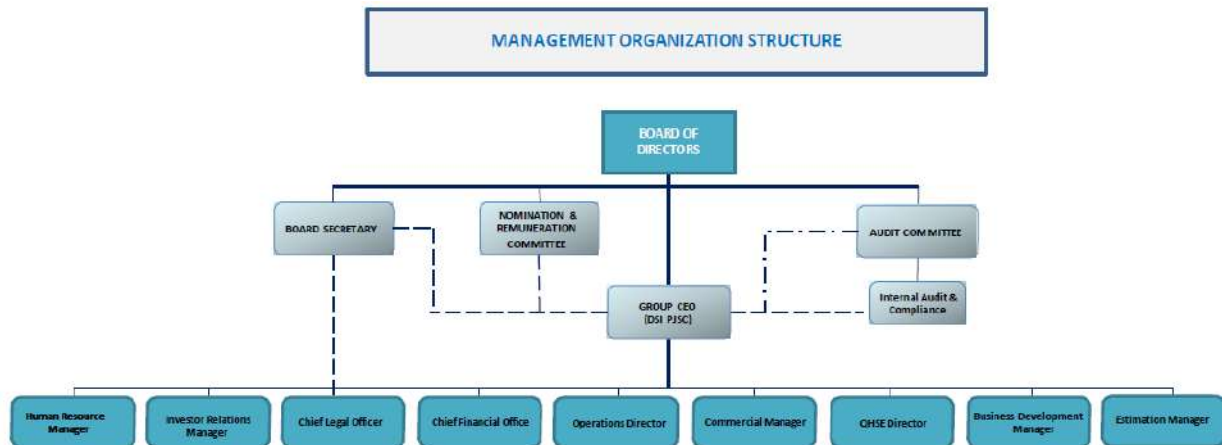 MANAGEMENT ORGANIZATION STRUCTURE
BOARD OF
DIRECTORS
BOARD SECRETARY
NOMINATION &
REMUNERATION
COMMITTEE
AUDIT COMMITTEE
GROUP CEO
(DSI PJSC)
Internal Audit &
Compliance
Human Resource
Manager
Investor Relations
Manager
Chief Legal Officer
Chief Financial Office
Operations Director
Commercial Manager
QHSE Director
Business Development
Manager
Estimation Manager